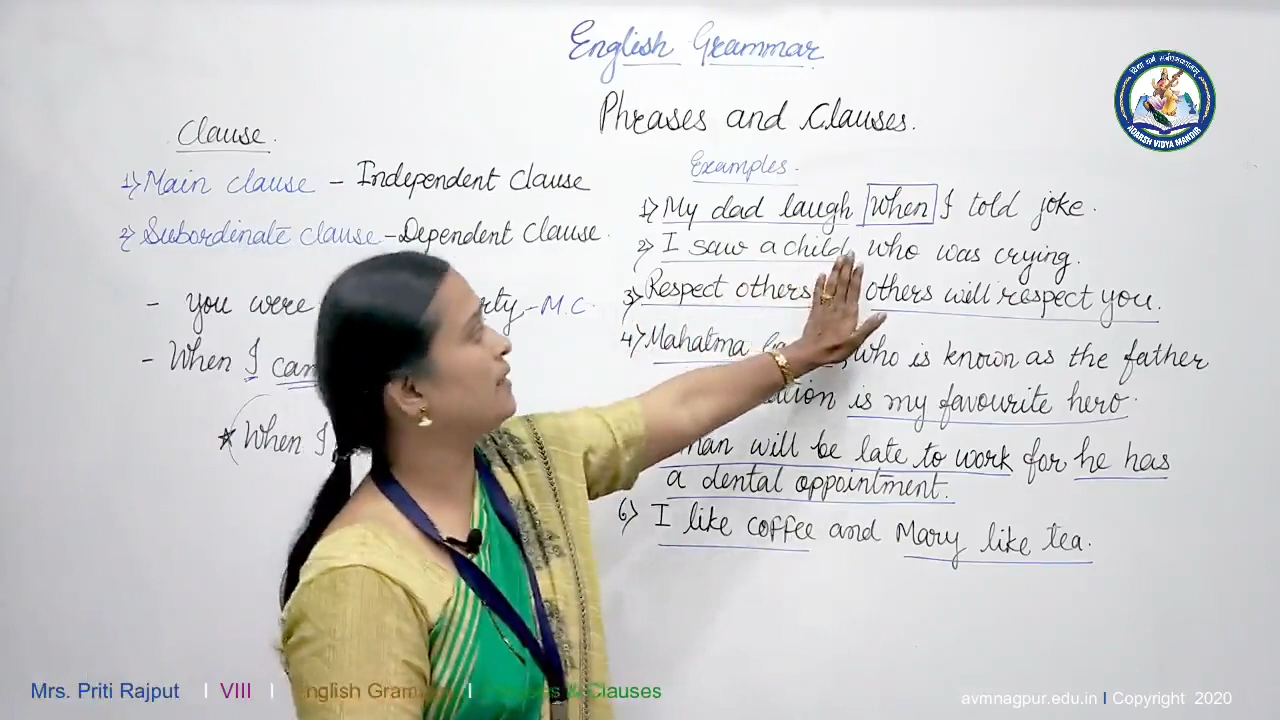 English Grammar
Phrases and Clauses.
Clause.
1) Main clause - Independent Clause
2) Subordinate clause - Dependent Clause.
- you were
rty - M.C.
- When I cam
* When I
Examples.
1) My dad laugh when I told joke.
2) I saw a child who was crying.
3) Respect others others will respect you.
4) Mahatma , who is known as the father
is my favourite hero.
man will be late to work for he has
a dental appointment.
6) I like coffee and Mary like tea.
ADARSH VIDYA MANDIR
Mrs. Priti Rajput | VIII | English Grammar | & Clauses
avmnagpur.edu.in | Copyright 2020